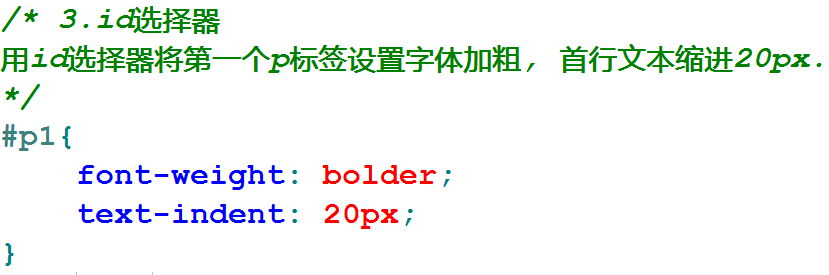 /* 3.id选择器
用id选择器将第一个p标签设置字体加粗, 首行文本缩进20px.
*/
#p1{
    font-weight: bolder;
    text-indent: 20px;
}